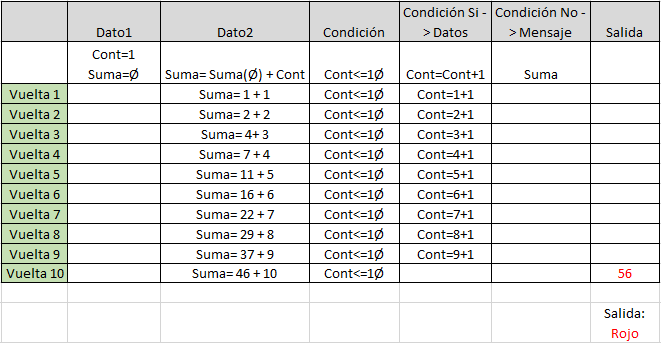 Dato1 Dato2 Condición Condición Si -> Datos Condición No -> Mensaje Salida
Cont=1
Suma=Ø Suma= Suma(Ø) + Cont Cont<=1Ø Cont=Cont+1 Suma
Vuelta 1 Suma= 1 + 1 Cont<=1Ø Cont=1+1
Vuelta 2 Suma= 2 + 2 Cont<=1Ø Cont=2+1
Vuelta 3 Suma= 4+ 3 Cont<=1Ø Cont=3+1
Vuelta 4 Suma= 7 + 4 Cont<=1Ø Cont=4+1
Vuelta 5 Suma= 11 + 5 Cont<=1Ø Cont=5+1
Vuelta 6 Suma= 16 + 6 Cont<=1Ø Cont=6+1
Vuelta 7 Suma= 22 + 7 Cont<=1Ø Cont=7+1
Vuelta 8 Suma= 29 + 8 Cont<=1Ø Cont=8+1
Vuelta 9 Suma= 37 + 9 Cont<=1Ø Cont=9+1
Vuelta 10 Suma= 46 + 10 Cont<=1Ø 56
Salida:
Rojo